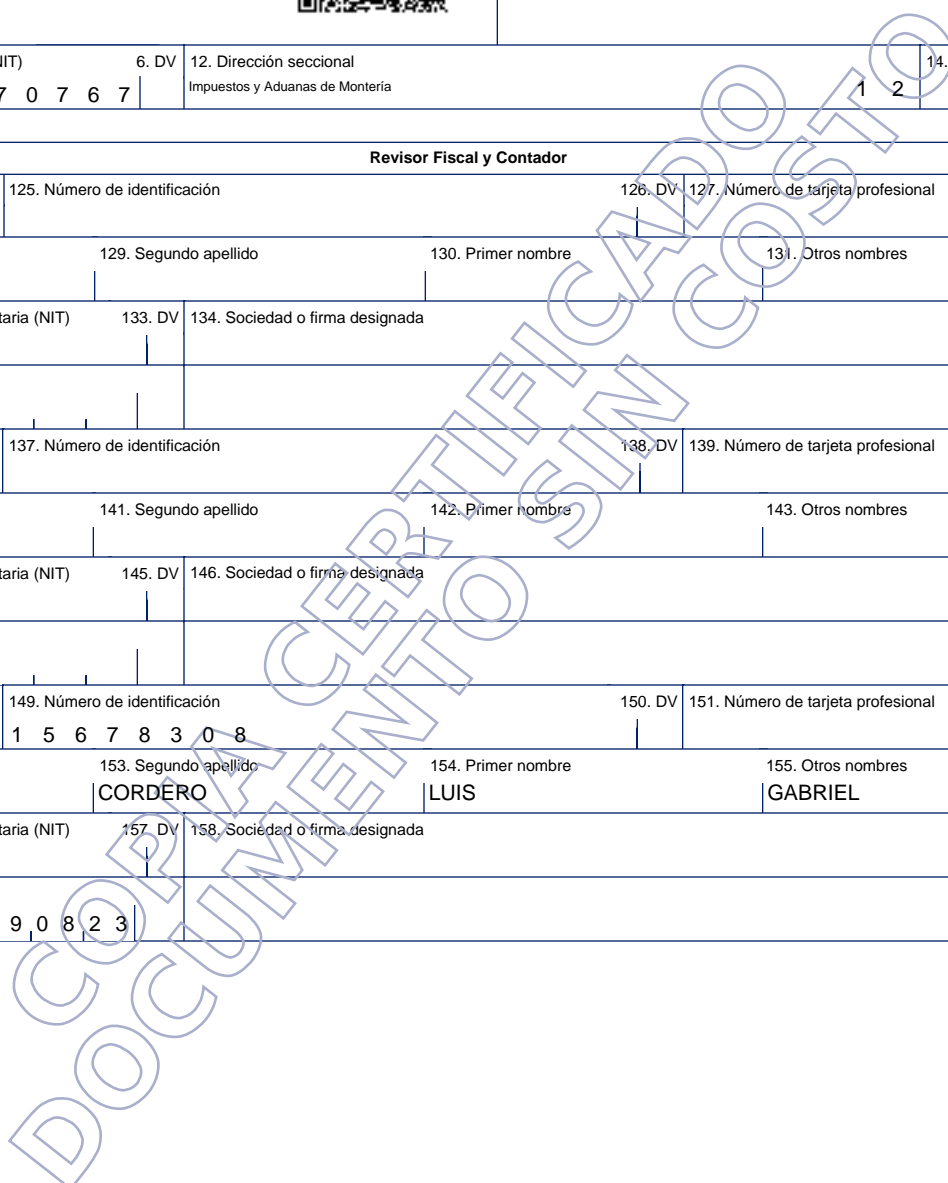 NIT) 6. DV 12. Dirección seccional 14.
7 0 7 6 7 Impuestos y Aduanas de Montería 1 2
Revisor Fiscal y Contador
125. Número de identificación 126. DV 127. Número de tarjeta profesional
129. Segundo apellido 130. Primer nombre 131. Otros nombres
taria (NIT) 133. DV 134. Sociedad o firma designada
137. Número de identificación 138. DV 139. Número de tarjeta profesional
141. Segundo apellido 142. Primer nombre 143. Otros nombres
taria (NIT) 145. DV 146. Sociedad o firma designada
149. Número de identificación 150. DV 151. Número de tarjeta profesional
1 5 6 7 8 3 0 8
153. Segundo apellido 154. Primer nombre 155. Otros nombres
CORDERO LUIS GABRIEL
taria (NIT) 157. DV 158. Sociedad o firma designada
9 0 8 2 3
COPIA CERTIFICADO
DOCUMENTO SIN COSTO